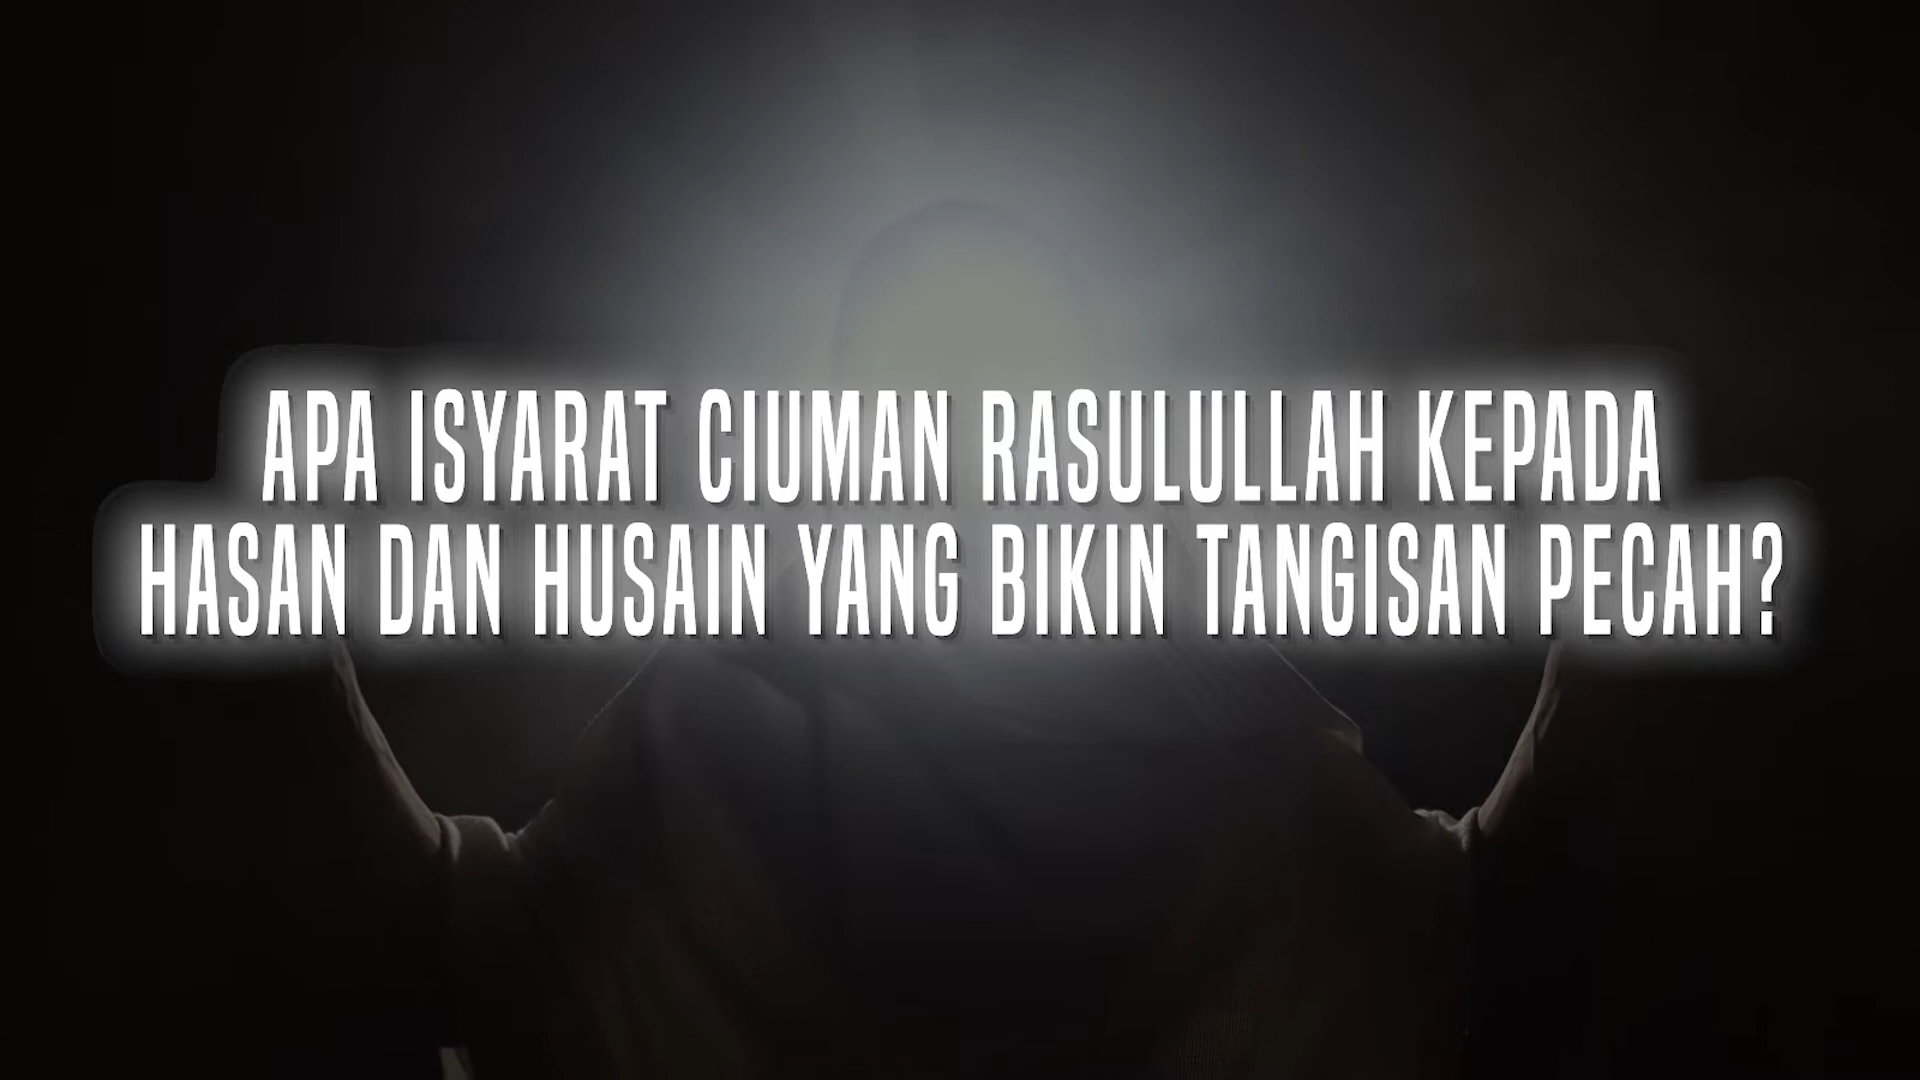 APA ISYARAT CIUMAN RASULULLAH KEPADA
HASAN DAN HUSAIN YANG BIKIN TANGISAN PECAH?